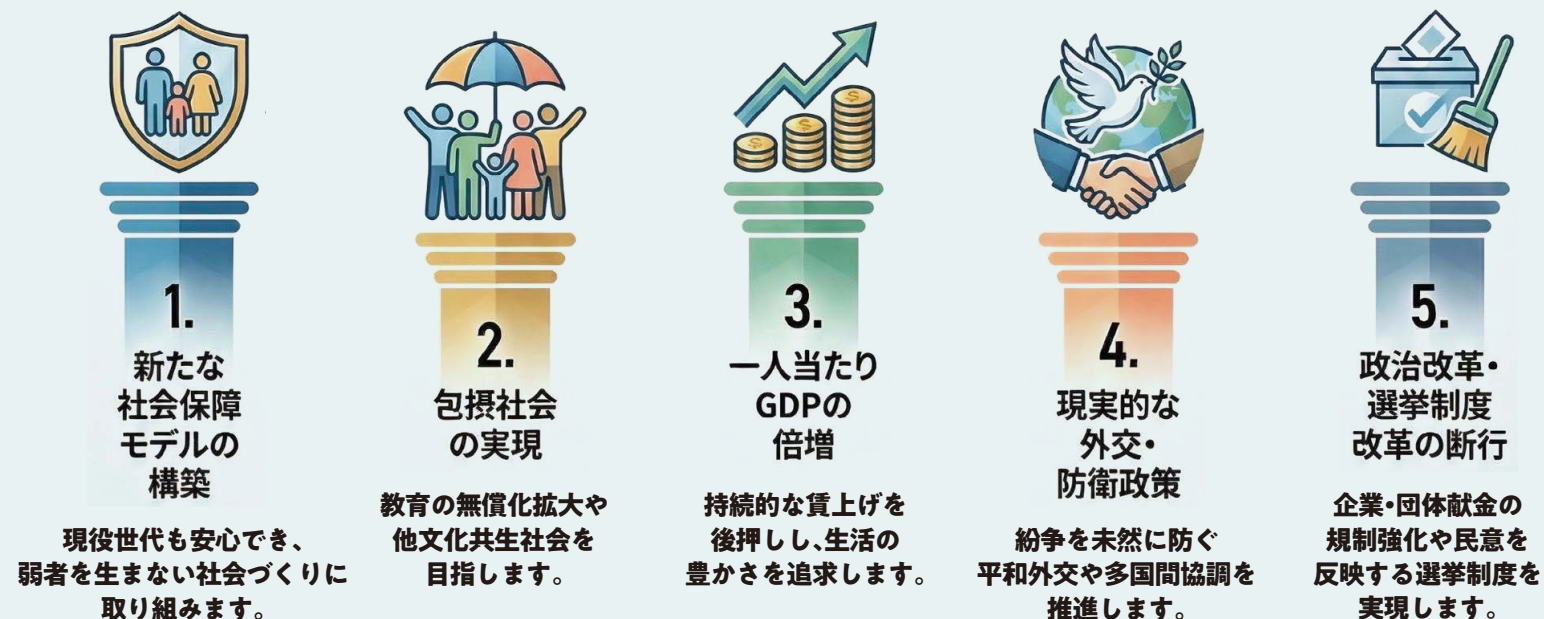 1.
新たな
社会保障
モデルの
構築
現役世代も安心でき、
弱者を生まない社会づくりに
取り組みます。
2.
包摂社会
の実現
教育の無償化拡大や
他文化共生社会を
目指します。
3.
一人当たり
GDPの
倍増
持続的な賃上げを
後押しし、生活の
豊かさを追求します。
4.
現実的な
外交・
防衛政策
紛争を未然に防ぐ
平和外交や多国間協調を
推進します。
5.
政治改革・
選挙制度
改革の断行
企業・団体献金の
規制強化や民意を
反映する選挙制度を
実現します。